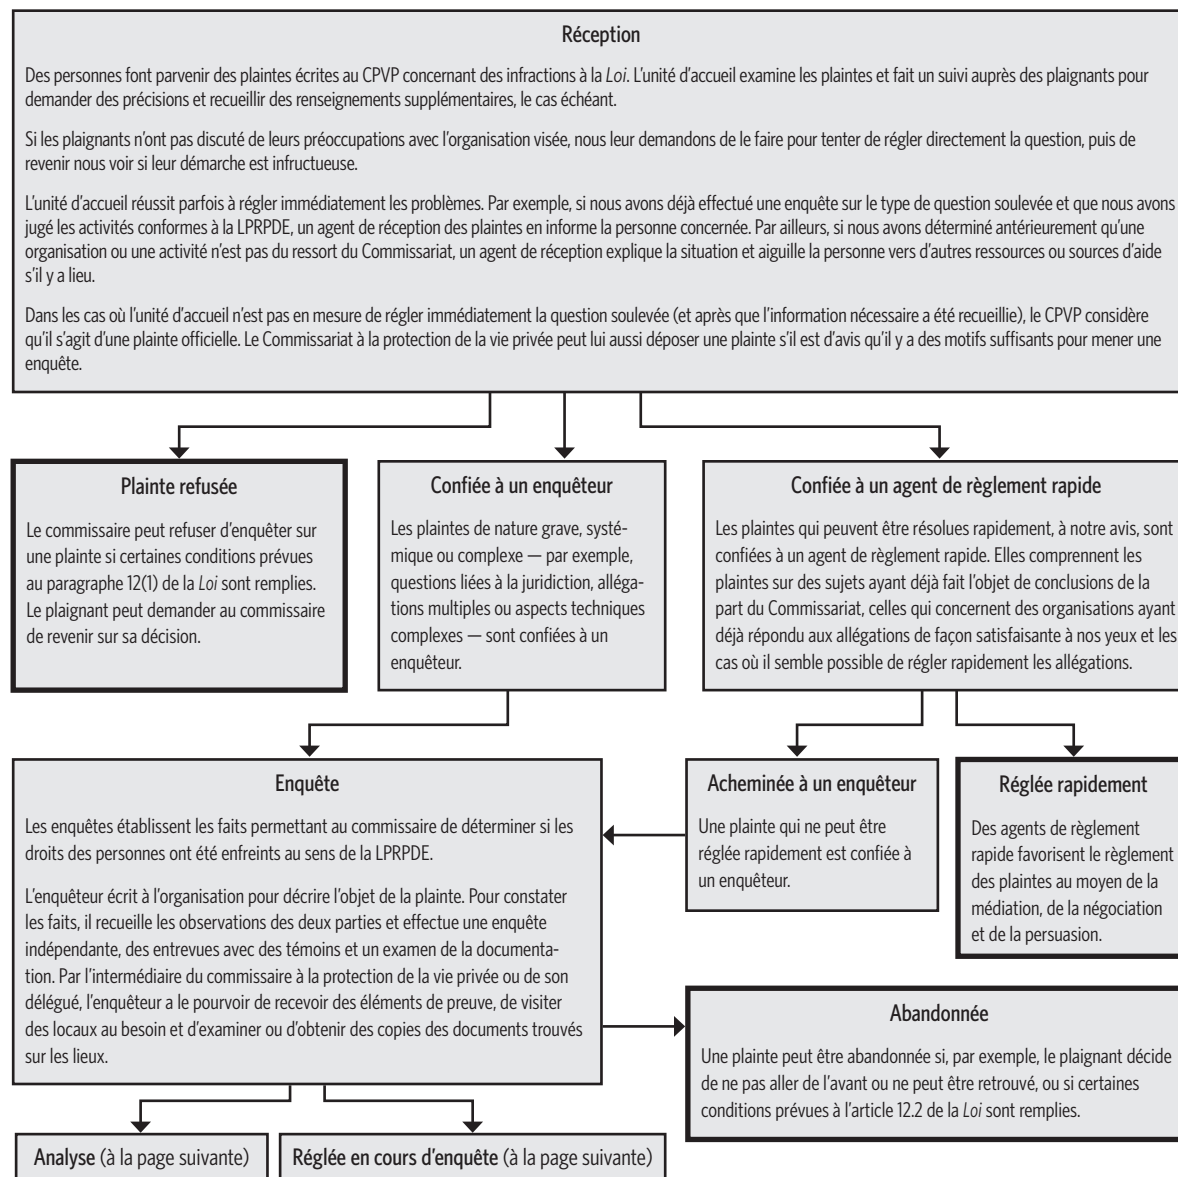 Réception
Des personnes font parvenir des plaintes écrites au CPVP concernant des infractions à la Loi. L'unité d'accueil examine les plaintes et fait un suivi auprès des plaignants pour
demander des précisions et recueillir des renseignements supplémentaires, le cas échéant.
Si les plaignants n'ont pas discuté de leurs préoccupations avec l'organisation visée, nous leur demandons de le faire pour tenter de régler directement la question, puis de
revenir nous voir si leur démarche est infructueuse.
L'unité d'accueil réussit parfois à régler immédiatement les problèmes. Par exemple, si nous avons déjà effectué une enquête sur le type de question soulevée et que nous avons
jugé les activités conformes à la LPRPDE, un agent de réception des plaintes en informe la personne concernée. Par ailleurs, si nous avons déterminé antérieurement qu'une
organisation ou une activité n'est pas du ressort du Commissariat, un agent de réception explique la situation et aiguille la personne vers d'autres ressources ou sources d'aide
s'il y a lieu.
Dans les cas où l'unité d'accueil n'est pas en mesure de régler immédiatement la question soulevée (et après que l'information nécessaire a été recueillie), le CPVP considère
qu'il s'agit d'une plainte officielle. Le Commissariat à la protection de la vie privée peut lui aussi déposer une plainte s'il est d'avis qu'il y a des motifs suffisants pour mener une
enquête.
Plainte refusée
Le commissaire peut refuser d'enquêter sur
une plainte si certaines conditions prévues
au paragraphe 12(1) de la Loi sont remplies.
Le plaignant peut demander au commissaire
de revenir sur sa décision.
Confiée à un enquêteur
Les plaintes de nature grave, systé-
mique ou complexe — par exemple,
questions liées à la juridiction, alléga-
tions multiples ou aspects techniques
complexes — sont confiées à un
enquêteur.
Confiée à un agent de règlement rapide
Les plaintes qui peuvent être résolues rapidement, à notre avis, sont
confiées à un agent de règlement rapide. Elles comprennent les
plaintes sur des sujets ayant déjà fait l'objet de conclusions de la
part du Commissariat, celles qui concernent des organisations ayant
déjà répondu aux allégations de façon satisfaisante à nos yeux et les
cas où il semble possible de régler rapidement les allégations.
Enquête
Les enquêtes établissent les faits permettant au commissaire de déterminer si les
droits des personnes ont été enfreints au sens de la LPRPDE.
L'enquêteur écrit à l'organisation pour décrire l'objet de la plainte. Pour constater
les faits, il recueille les observations des deux parties et effectue une enquête
indépendante, des entrevues avec des témoins et un examen de la documenta-
tion. Par l'intermédiaire du commissaire à la protection de la vie privée ou de son
délégué, l'enquêteur a le pourvoir de recevoir des éléments de preuve, de visiter
des locaux au besoin et d'examiner ou d'obtenir des copies des documents trouvés
sur les lieux.
Acheminée à un enquêteur
Une plainte qui ne peut être
réglée rapidement est confiée à
un enquêteur.
Réglée rapidement
Des agents de règlement
rapide favorisent le règlement
des plaintes au moyen de la
médiation, de la négociation
et de la persuasion.
Abandonnée
Une plainte peut être abandonnée si, par exemple, le plaignant décide
de ne pas aller de l'avant ou ne peut être retrouvé, ou si certaines
conditions prévues à l'article 12.2 de la Loi sont remplies.
Analyse (à la page suivante)
Réglée en cours d'enquête (à la page suivante)